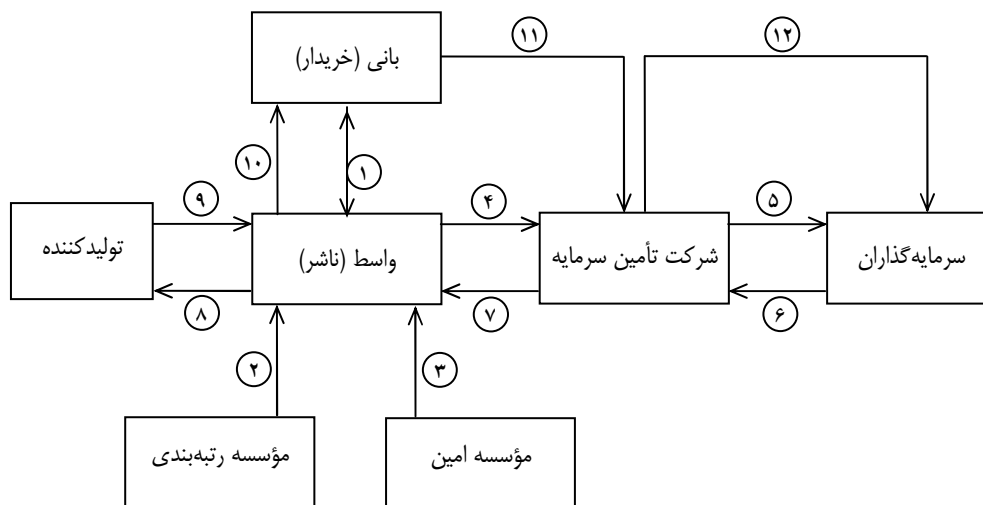 ۱۱
۱۲
بانی (خریدار)
۱۰
۱
۹
۴
۵
تولیدکننده
واسط (ناشر)
شرکت تأمین سرمایه
سرمایه‌گذاران
۸
۷
۶
۲
۳
مؤسسه رتبه‌بندی
مؤسسه امین